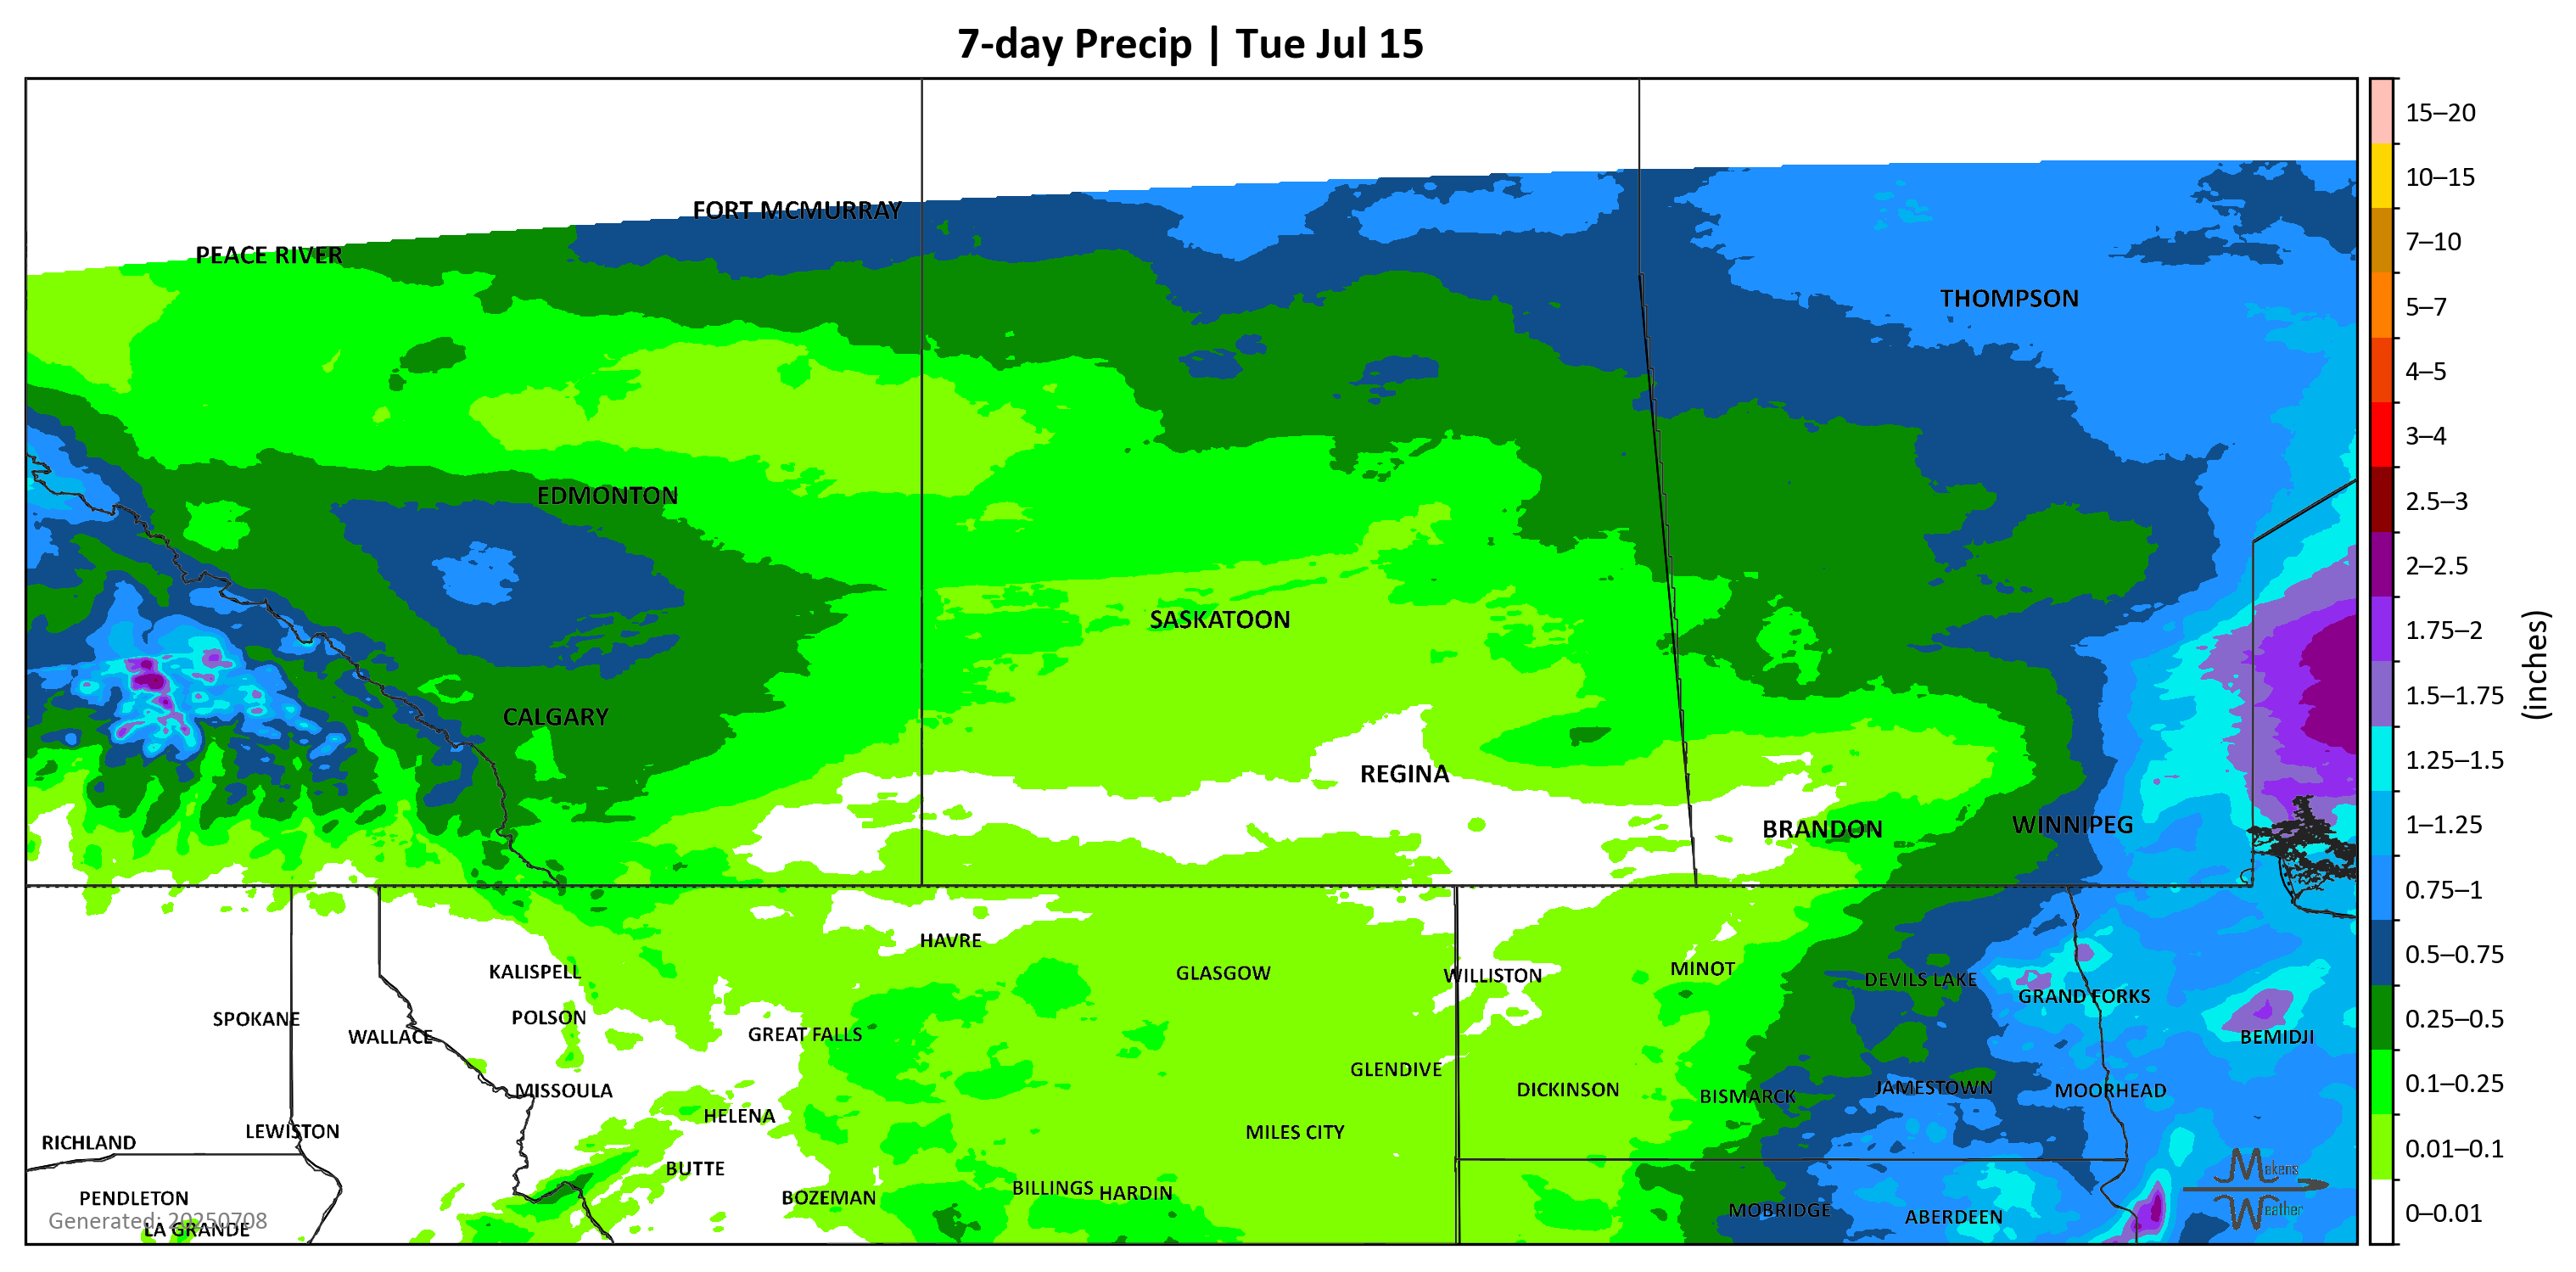 7-day Precip | Tue Jul 15
15–20
10–15
7–10
5–7
4–5
3–4
2.5–3
2–2.5
1.75–2
1.5–1.75
1.25–1.5
1–1.25
0.75–1
0.5–0.75
0.25–0.5
0.1–0.25
0.01–0.1
0–0.01
(inches)
FORT MCMURRAY
PEACE RIVER
THOMPSON
EDMONTON
SASKATOON
CALGARY
REGINA
BRANDON
WINNIPEG
HAVRE
KALISPELL
GLASGOW
WILLISTON
MINOT
DEVILS LAKE
GRAND FORKS
SPOKANE
POLSON
WALLACE
GREAT FALLS
BEMIDJI
GLENDIVE
MISSOULA
DICKINSON
BISMARCK
JAMESTOWN
MOORHEAD
HELENA
RICHLAND
LEWISTON
MILES CITY
BUTTE
Makens
Weather
PENDLETON
BOZEMAN
BILLINGS
HARDIN
MOBRIDGE
ABERDEEN
Generated: 20250708
LA GRANDE